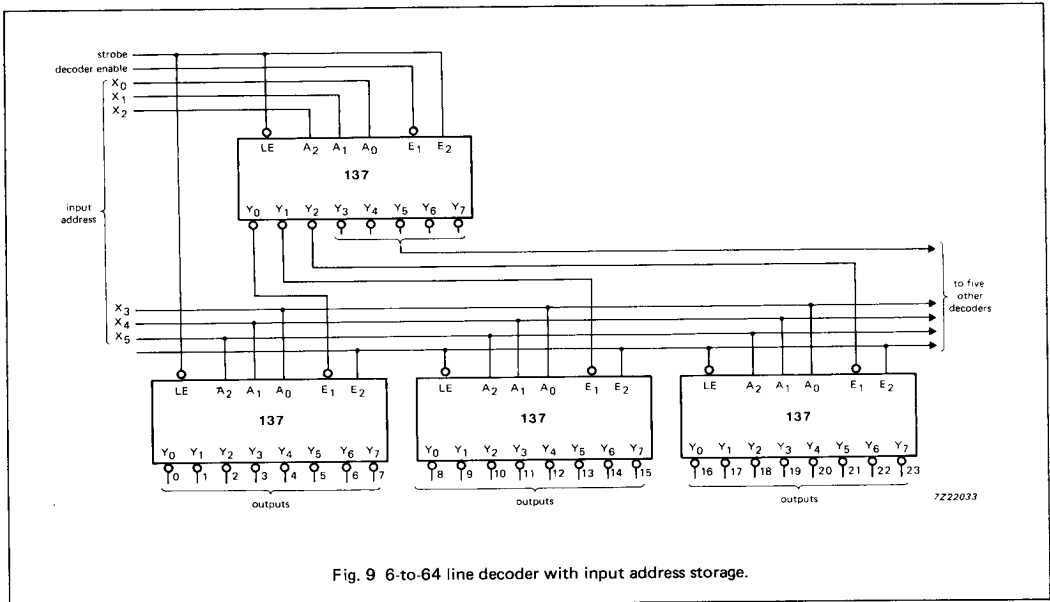 strobe
decoder enable
X0
X1
X2
LE A2 A1 A0 E1 E2
137
input address
Y0 Y1 Y2 Y3 Y4 Y5 Y6 Y7
to five other decoders
X3
X4
X5
LE A2 A1 A0 E1 E2 LE A2 A1 A0 E1 E2 LE A2 A1 A0 E1 E2
137 137 137
Y0 Y1 Y2 Y3 Y4 Y5 Y6 Y7 Y0 Y1 Y2 Y3 Y4 Y5 Y6 Y7 Y0 Y1 Y2 Y3 Y4 Y5 Y6 Y7
0 1 2 3 4 5 6 7 8 9 10 11 12 13 14 15 16 17 18 19 20 21 22 23
outputs outputs outputs
7Z22033
Fig. 9 6-to-64 line decoder with input address storage.